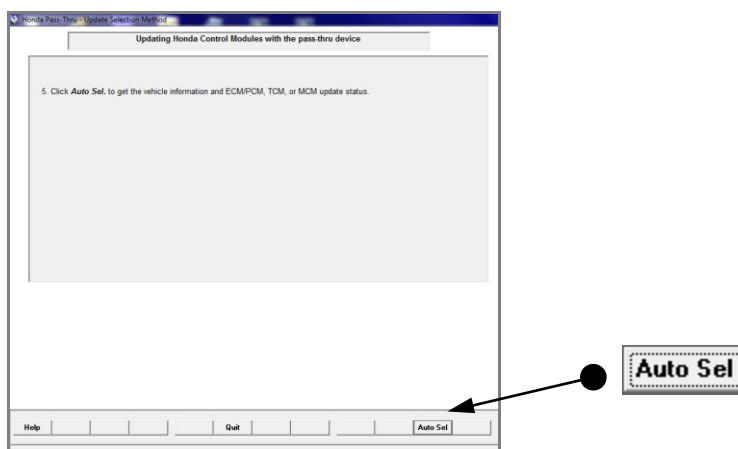 Honda Pass-Thru - Update Selection Method
Updating Honda Control Modules with the pass-thru device
5. Click Auto Sel. to get the vehicle information and ECM/PCM, TCM, or MCM update status.
Help Quit Auto Sel
Auto Sel